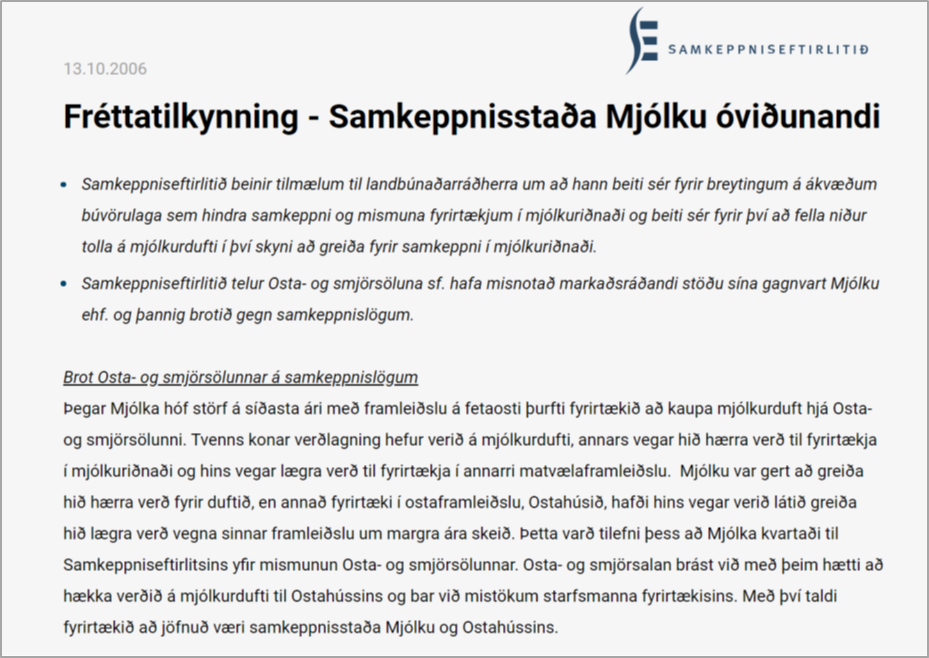 SAMKEPPNISEFTIRLITIÐ
13.10.2006
Fréttatilkynning - Samkeppnisstaða Mjólku óviðunandi
• Samkeppniseftirlitið beinir tilmælum til landbúnaðarráðherra um að hann beiti sér fyrir breytingum á ákvæðum
búvörulaga sem hindra samkeppni og mismuna fyrirtækjum í mjólkuriðnaði og beiti sér fyrir því að fella niður
tolla á mjólkurdufti í því skyni að greiða fyrir samkeppni í mjólkuriðnaði.
• Samkeppniseftirlitið telur Osta- og smjörsöluna sf. hafa misnotað markaðsráðandi stöðu sína gagnvart Mjólku
ehf. og þannig brotið gegn samkeppnislögum.
Brot Osta- og smjörsölunnar á samkeppnislögum
Þegar Mjólka hóf störf á síðasta ári með framleiðslu á fetaosti þurfti fyrirtækið að kaupa mjólkurduft hjá Osta-
og smjörsölunni. Tvenns konar verðlagning hefur verið á mjólkurdufti, annars vegar hið hærra verð til fyrirtækja
í mjólkuriðnaði og hins vegar lægra verð til fyrirtækja í annarri matvælaframleiðslu. Mjólku var gert að greiða
hið hærra verð fyrir duftið, en annað fyrirtæki í ostaframleiðslu, Ostahúsið, hafði hins vegar verið látið greiða
hið lægra verð vegna sinnar framleiðslu um margra ára skeið. Þetta varð tilefni þess að Mjólka kvartaði til
Samkeppniseftirlitsins yfir mismunun Osta- og smjörsölunnar. Osta- og smjörsalan brást við með þeim hætti að
hækka verðið á mjólkurdufti til Ostahússins og bar við mistökum starfsmanna fyrirtækisins. Með því taldi
fyrirtækið að jöfnuð væri samkeppnisstaða Mjólku og Ostahússins.